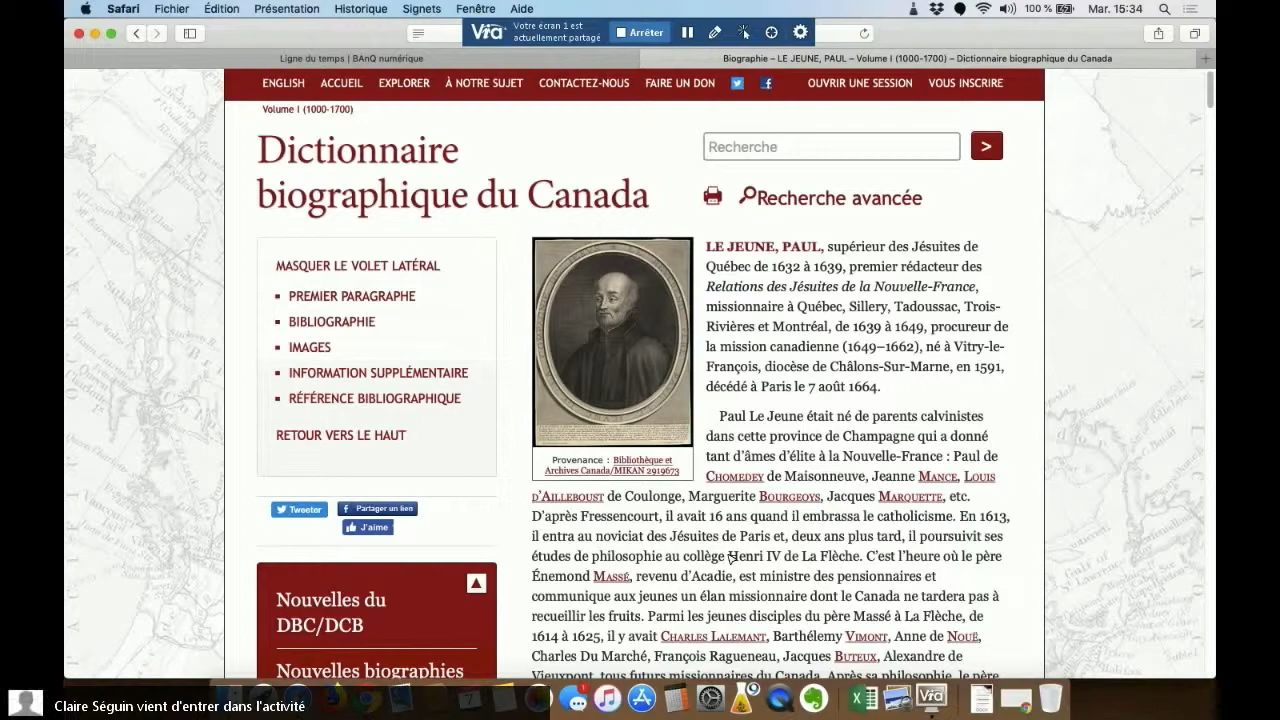 Safari Fichier Édition Présentation Historique Signets Fenêtre Aide 100 % Mar. 15:34
Vra Votre écran 1 est
actuellement partagé
Arrêter
Ligne du temps | BAnQ numérique
Biographie – LE JEUNE, PAUL – Volume I (1000-1700) – Dictionnaire biographique du Canada
ENGLISH ACCUEIL EXPLORER À NOTRE SUJET CONTACTEZ-NOUS FAIRE UN DON OUVRIR UNE SESSION VOUS INSCRIRE
Volume I (1000-1700)
Dictionnaire
biographique du Canada
Recherche
>
Recherche avancée
MASQUER LE VOLET LATÉRAL
PREMIER PARAGRAPHE
BIBLIOGRAPHIE
IMAGES
INFORMATION SUPPLÉMENTAIRE
RÉFÉRENCE BIBLIOGRAPHIQUE
RETOUR VERS LE HAUT
Tweeter
Partager un lien
J'aime
Nouvelles du
DBC/DCB
Nouvelles biographies
Provenance : Bibliothèque et
Archives Canada/MIKAN 2919673
LE JEUNE, PAUL, supérieur des Jésuites de
Québec de 1632 à 1639, premier rédacteur des
Relations des Jésuites de la Nouvelle-France,
missionnaire à Québec, Sillery, Tadoussac, Trois-
Rivières et Montréal, de 1639 à 1649, procureur de
la mission canadienne (1649–1662), né à Vitry-le-
François, diocèse de Châlons-Sur-Marne, en 1591,
décédé à Paris le 7 août 1664.
Paul Le Jeune était né de parents calvinistes
dans cette province de Champagne qui a donné
tant d'âmes d'élite à la Nouvelle-France : Paul de
Chomedey de Maisonneuve, Jeanne Mance, Louis
d'Ailleboust de Coulonge, Marguerite Bourgeoys, Jacques Marquette, etc.
D'après Fressencourt, il avait 16 ans quand il embrassa le catholicisme. En 1613,
il entra au noviciat des Jésuites de Paris et, deux ans plus tard, il poursuivit ses
études de philosophie au collège Henri IV de La Flèche. C'est l'heure où le père
Énemond Massé, revenu d'Acadie, est ministre des pensionnaires et
communique aux jeunes un élan missionnaire dont le Canada ne tardera pas à
recueillir les fruits. Parmi les jeunes disciples du père Massé à La Flèche, de
1614 à 1625, il y avait Charles Lalemant, Barthélemy Vimont, Anne de Nouë,
Charles Du Marché, François Ragueneau, Jacques Buteux, Alexandre de
Vieuxpont, tous futurs missionnaires du Canada. Après sa philosophie, le père
Claire Séguin vient d'entrer dans l'activité